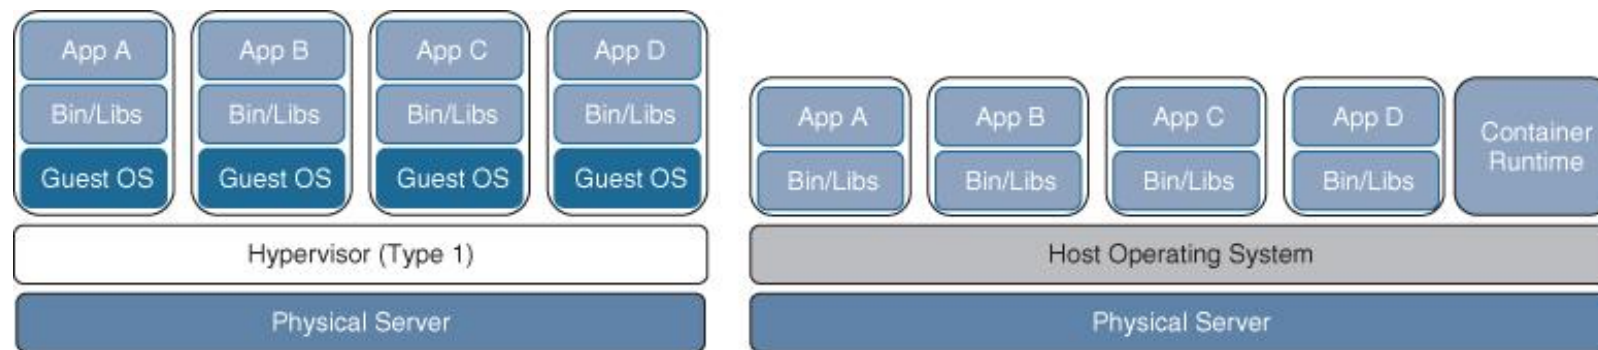 App A
Bin/Libs
Guest OS
App B
Bin/Libs
Guest OS
App C
Bin/Libs
Guest OS
App D
Bin/Libs
Guest OS
Hypervisor (Type 1)
Physical Server
App A
Bin/Libs
App B
Bin/Libs
App C
Bin/Libs
App D
Bin/Libs
Container
Runtime
Host Operating System
Physical Server